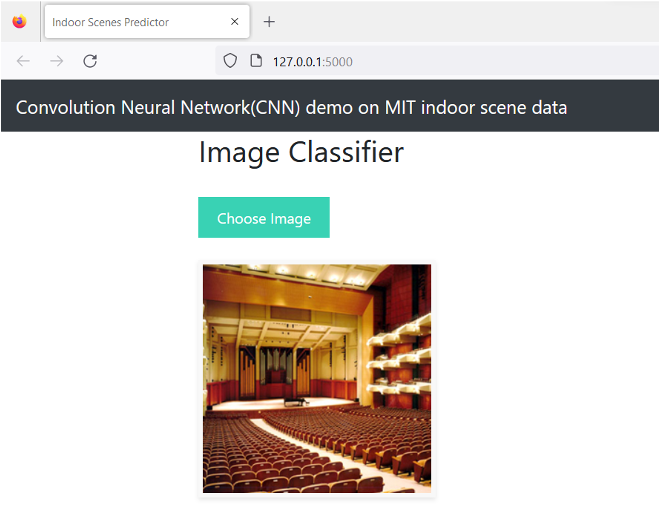 Indoor Scenes Predictor
127.0.0.1:5000
Convolution Neural Network(CNN) demo on MIT indoor scene data
Image Classifier
Choose Image